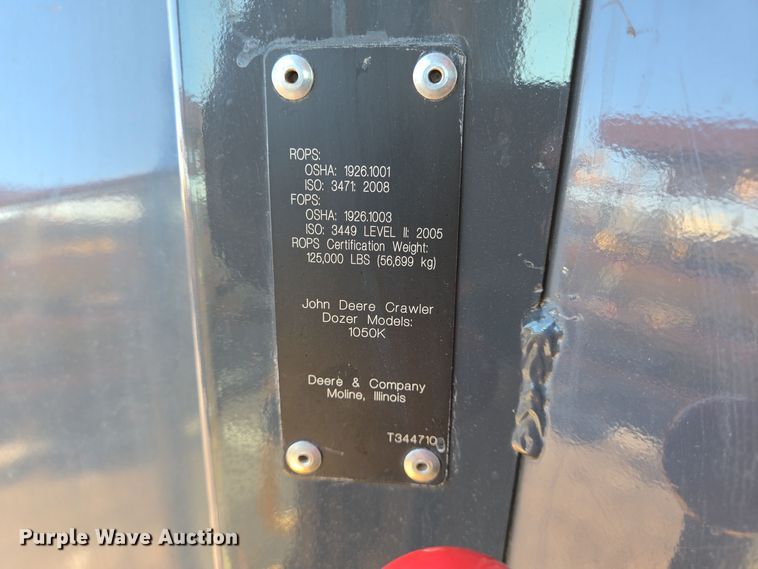 ROPS:
OSHA: 1926.1001
ISO: 3471: 2008
FOPS:
OSHA: 1926.1003
ISO: 3449 LEVEL II: 2005
ROPS Certification Weight:
125,000 LBS (56,699 kg)
John Deere Crawler
Dozer Models:
1050K
Deere & Company
Moline, Illinois
T344710
Purple Wave Auction